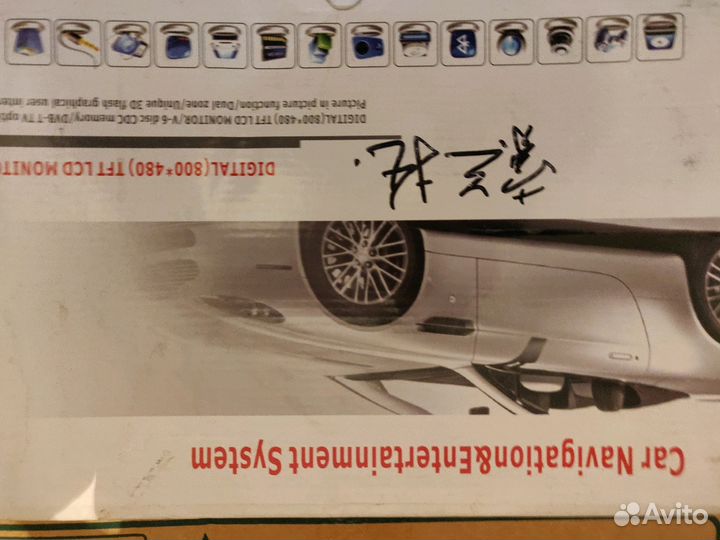 Car Navigation&Entertainment System
DIGITAL(800*480) TFT LCD
DIGITAL(800*480) TFT LCD MONITOR/V-6 disc CDC memory/DVB-T TV
Picture in picture function/Dual zone/Unique 3D flash graphical user
Avito